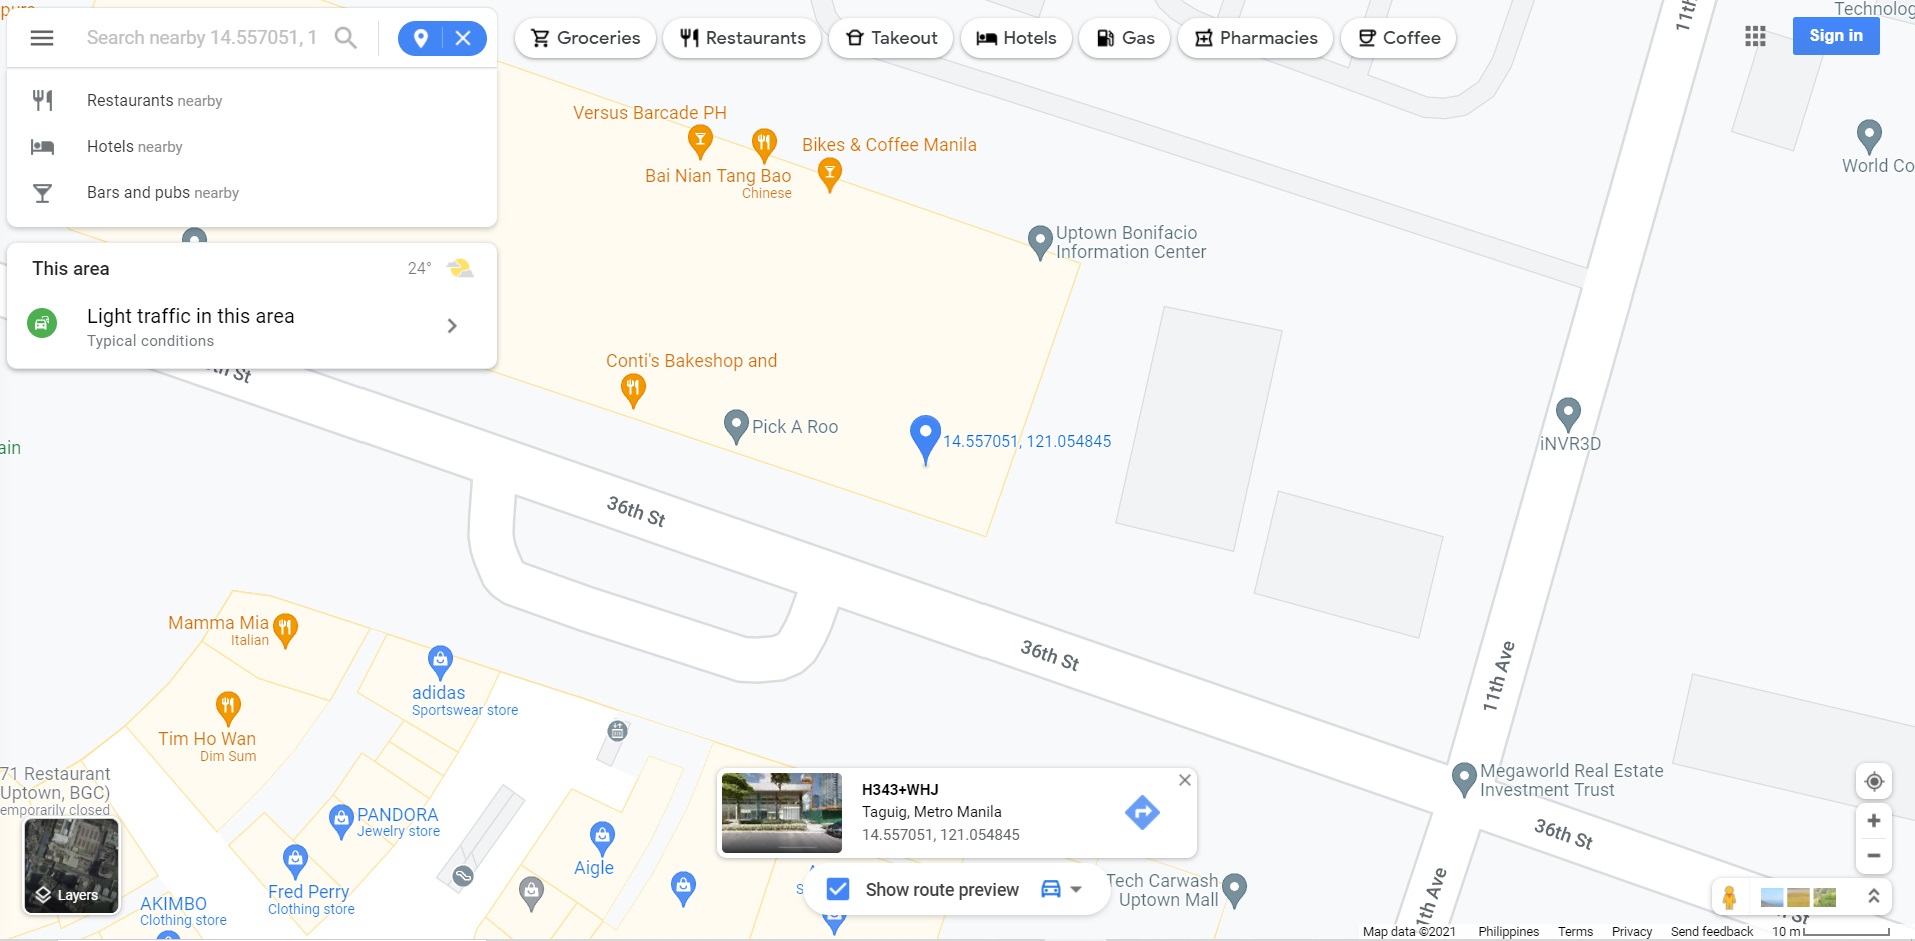 Search nearby 14.557051, 1
Groceries
Restaurants
Takeout
Hotels
Gas
Pharmacies
Coffee
Sign in
Restaurants nearby
Hotels nearby
Bars and pubs nearby
This area
24°
Light traffic in this area
Typical conditions
11th
World Co
Versus Barcade PH
Bikes & Coffee Manila
Bai Nian Tang Bao
Chinese
Uptown Bonifacio
Information Center
Conti's Bakeshop and
Pick A Roo
14.557051, 121.054845
iNVR3D
ain
36th St
36th St
11th Ave
Mamma Mia
Italian
adidas
Sportswear store
Tim Ho Wan
Dim Sum
71 Restaurant
Uptown, BGC)
emporarily closed
PANDORA
Jewelry store
Aigle
Fred Perry
Clothing store
AKIMBO
Clothing store
Layers
H343+WHJ
Taguig, Metro Manila
14.557051, 121.054845
Show route preview
Megaworld Real Estate
Investment Trust
36th St
1th Ave
Tech Carwash
Uptown Mall
Map data ©2021
Philippines
Terms
Privacy
Send feedback
10 m